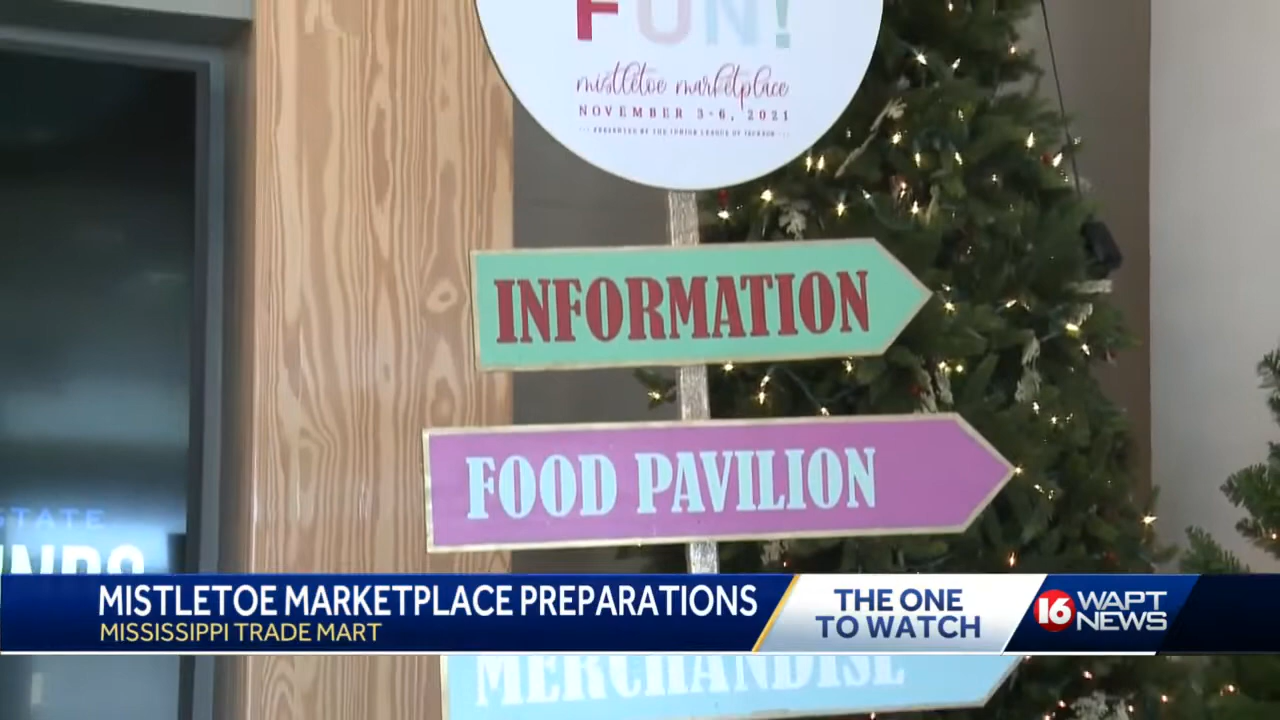 FUN!
mistletoe marketplace
NOVEMBER 3-6, 2021
PRESENTED BY THE JUNIOR LEAGUE OF JACKSON
INFORMATION
FOOD PAVILION
STATE
MISTLETOE MARKETPLACE PREPARATIONS
MISSISSIPPI TRADE MART
THE ONE
TO WATCH
16 WAPT
NEWS
MERCHANDISE